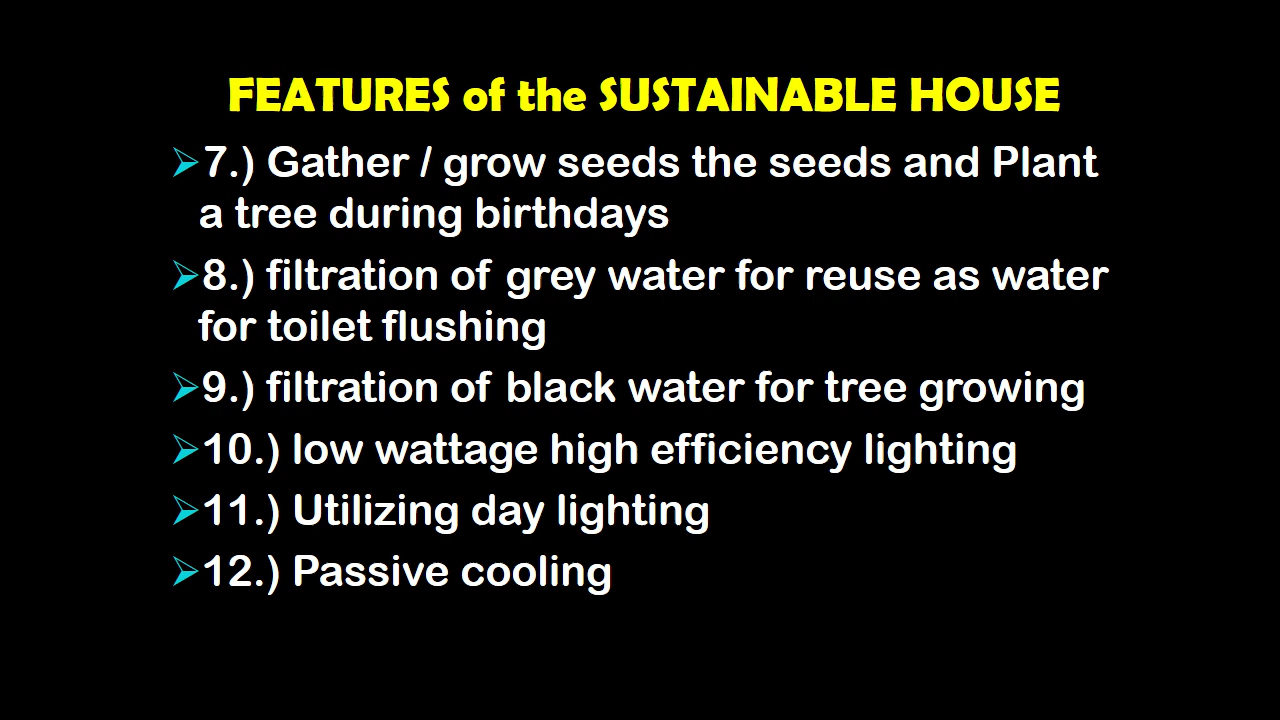 FEATURES of the SUSTAINABLE HOUSE
➢7.) Gather / grow seeds the seeds and Plant
a tree during birthdays
➢8.) filtration of grey water for reuse as water
for toilet flushing
➢9.) filtration of black water for tree growing
➢10.) low wattage high efficiency lighting
➢11.) Utilizing day lighting
➢12.) Passive cooling